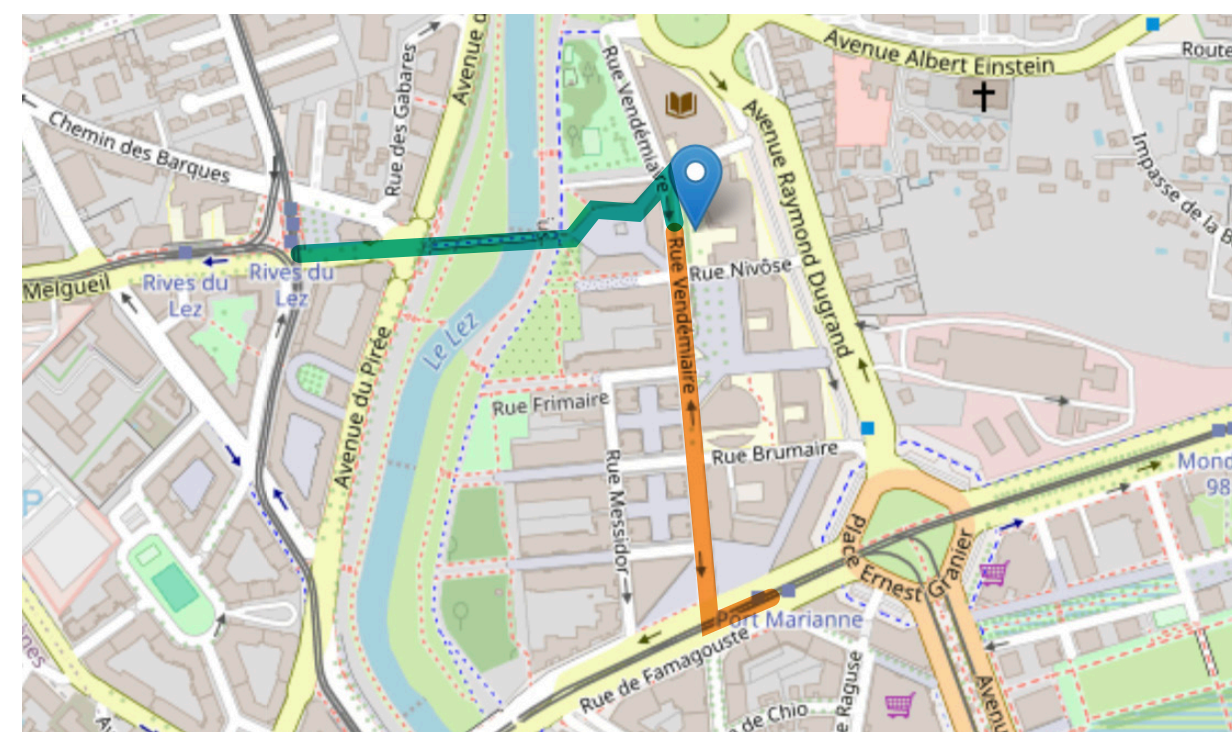 Avenue Albert Einstein
Route
Avenue d
Rue des Gabares
Rue Vendémiaire
Chemin des Barques
Avenue Raymond Dugrand
Impasse de la B
Rives du
Lez
Rives du
Lez
Melgueil
Rue Nivôse
Rue Vendémiaire
Le Lez
Avenue du Pirée
Rue Frimaire
Rue Brumaire
Rue Messidor
Mond
98
P
Place Ernest Granier
Port Marianne
Rue de Famagouste
de Chio
e Raguse
Avenu
nes